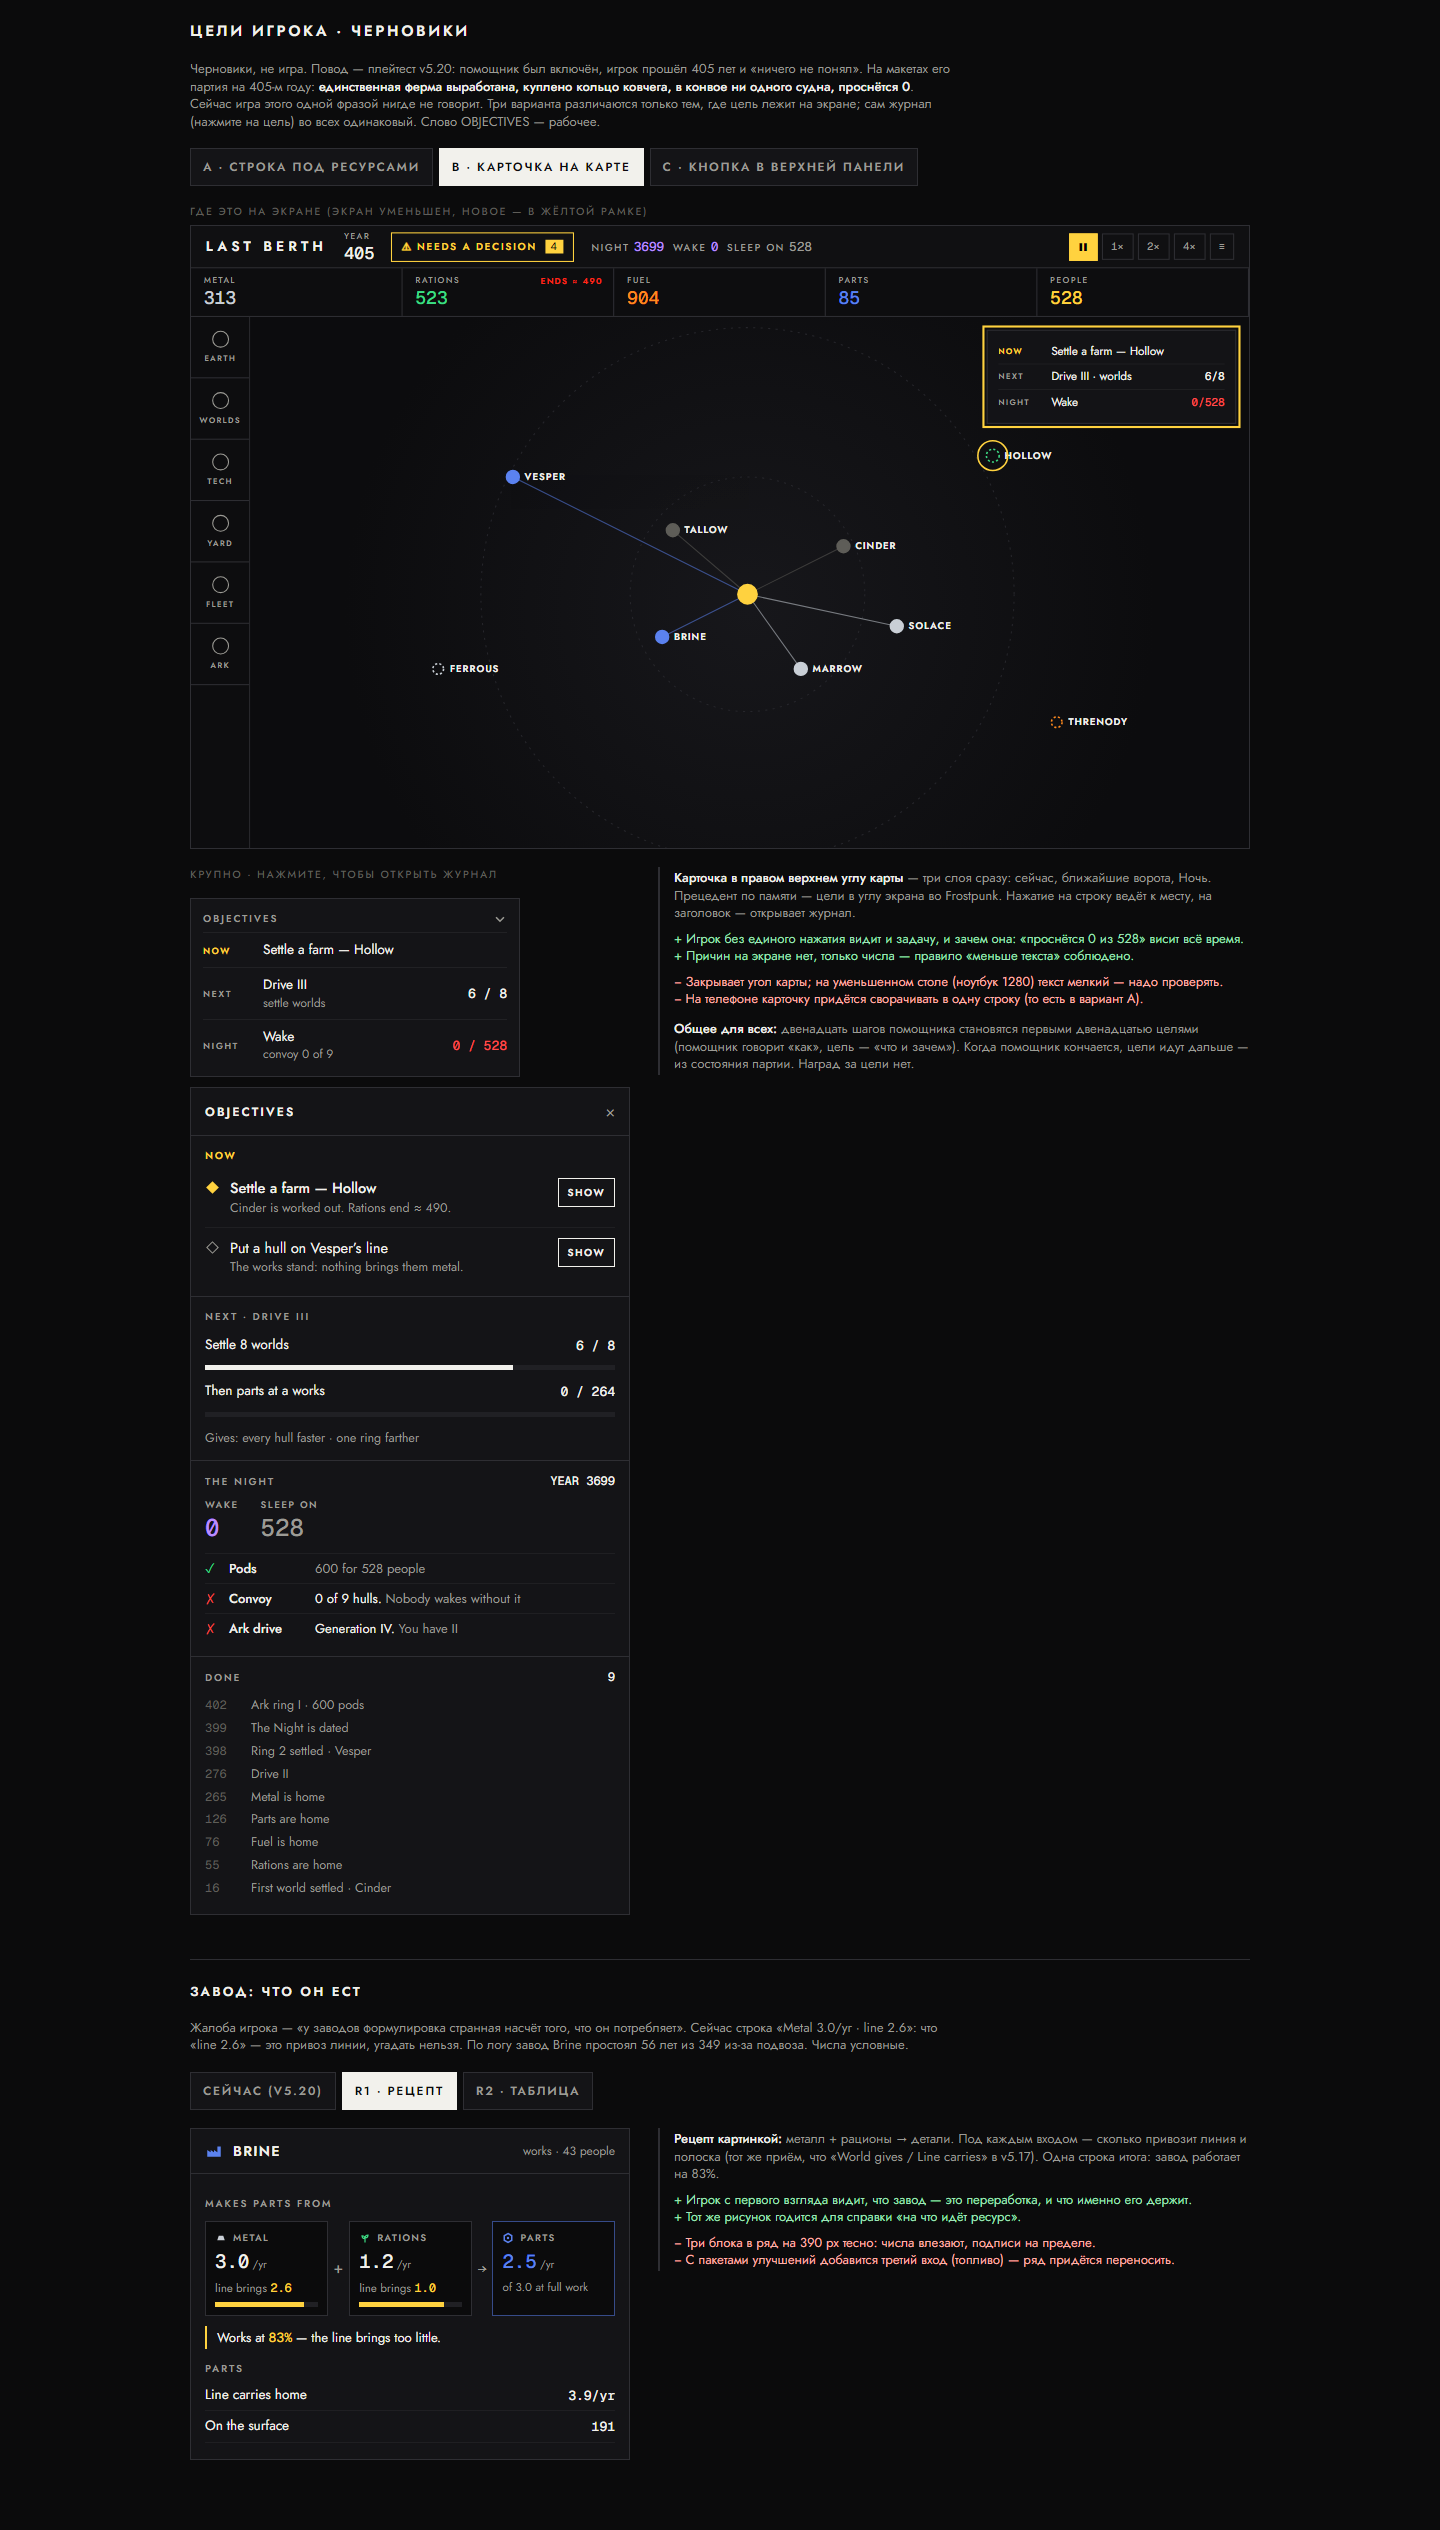 ЦЕЛИ ИГРОКА · ЧЕРНОВИКИ
Черновики, не игра. Повод — плейтест v5.20: помощник был включён, игрок прошёл 405 лет и «ничего не понял». На макетах его
партия на 405-м году: единственная ферма выработана, куплено кольцо ковчега, в конвое ни одного судна, проснётся 0.
Сейчас игра этого одной фразой нигде не говорит. Три варианта различаются только тем, где цель лежит на экране; сам журнал
(нажмите на цель) во всех одинаковый. Слово OBJECTIVES — рабочее.
A · СТРОКА ПОД РЕСУРСАМИ
B · КАРТОЧКА НА КАРТЕ
C · КНОПКА В ВЕРХНЕЙ ПАНЕЛИ
ГДЕ ЭТО НА ЭКРАНЕ (ЭКРАН УМЕНЬШЕН, НОВОЕ — В ЖЁЛТОЙ РАМКЕ)
LAST BERTH
YEAR
405
⚠ NEEDS A DECISION 4
NIGHT 3699 WAKE 0 SLEEP ON 528
1× 2× 4× ≡
METAL
313
RATIONS ENDS ≈ 490
523
FUEL
904
PARTS
85
PEOPLE
528
EARTH
WORLDS
TECH
YARD
FLEET
ARK
NOW Settle a farm — Hollow
NEXT Drive III · worlds 6/8
NIGHT Wake 0/528
HOLLOW
VESPER
TALLOW
CINDER
SOLACE
BRINE
MARROW
FERROUS
THRENODY
КРУПНО · НАЖМИТЕ, ЧТОБЫ ОТКРЫТЬ ЖУРНАЛ
OBJECTIVES
NOW Settle a farm — Hollow
NEXT Drive III 6 / 8
settle worlds
NIGHT Wake 0 / 528
convoy 0 of 9
Карточка в правом верхнем углу карты — три слоя сразу: сейчас, ближайшие ворота, Ночь.
Прецедент по памяти — цели в углу экрана во Frostpunk. Нажатие на строку ведёт к месту, на
заголовок — открывает журнал.
+ Игрок без единого нажатия видит и задачу, и зачем она: «проснётся 0 из 528» висит всё время.
+ Причин на экране нет, только числа — правило «меньше текста» соблюдено.
– Закрывает угол карты; на уменьшенном столе (ноутбук 1280) текст мелкий — надо проверять.
– На телефоне карточку придётся сворачивать в одну строку (то есть в вариант A).
Общее для всех: двенадцать шагов помощника становятся первыми двенадцатью целями
(помощник говорит «как», цель — «что и зачем»). Когда помощник кончается, цели идут дальше —
из состояния партии. Наград за цели нет.
OBJECTIVES ×
NOW
Settle a farm — Hollow SHOW
Cinder is worked out. Rations end ≈ 490.
Put a hull on Vesper's line SHOW
The works stand: nothing brings them metal.
NEXT · DRIVE III
Settle 8 worlds 6 / 8
Then parts at a works 0 / 264
Gives: every hull faster · one ring farther
THE NIGHT YEAR 3699
WAKE SLEEP ON
0 528
✓ Pods 600 for 528 people
✗ Convoy 0 of 9 hulls. Nobody wakes without it
✗ Ark drive Generation IV. You have II
DONE 9
402 Ark ring I · 600 pods
399 The Night is dated
398 Ring 2 settled · Vesper
276 Drive II
265 Metal is home
126 Parts are home
76 Fuel is home
55 Rations are home
16 First world settled · Cinder
ЗАВОД: ЧТО ОН ЕСТ
Жалоба игрока — «у заводов формулировка странная насчёт того, что он потребляет». Сейчас строка «Metal 3.0/yr · line 2.6»: что
«line 2.6» — это привоз линии, угадать нельзя. По логу завод Brine простоял 56 лет из 349 из-за подвоза. Числа условные.
СЕЙЧАС (V5.20)
R1 · РЕЦЕПТ
R2 · ТАБЛИЦА
BRINE works · 43 people
MAKES PARTS FROM
METAL
3.0 /yr
line brings 2.6
+
RATIONS
1.2 /yr
line brings 1.0
→
PARTS
2.5 /yr
of 3.0 at full work
Works at 83% — the line brings too little.
PARTS
Line carries home 3.9/yr
On the surface 191
Рецепт картинкой: металл + рационы → детали. Под каждым входом — сколько привозит линия и
полоска (тот же приём, что «World gives / Line carries» в v5.17). Одна строка итога: завод работает
на 83%.
+ Игрок с первого взгляда видит, что завод — это переработка, и что именно его держит.
+ Тот же рисунок годится для справки «на что идёт ресурс».
– Три блока в ряд на 390 px тесно: числа влезают, подписи на пределе.
– С пакетами улучшений добавится третий вход (топливо) — ряд придётся переносить.